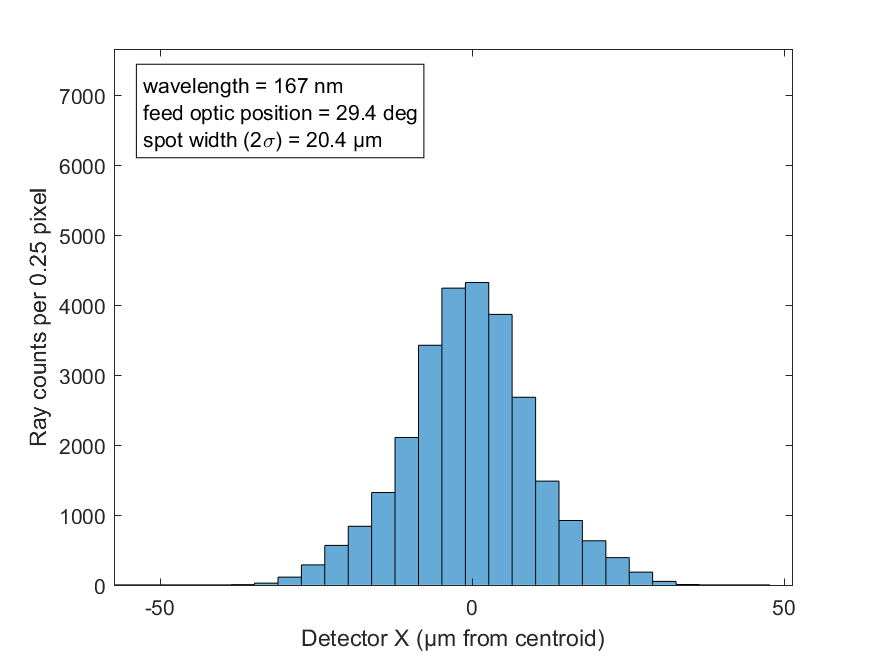 wavelength = 167 nm
feed optic position = 29.4 deg
spot width (2σ) = 20.4 µm
7000
6000
5000
4000
3000
2000
1000
0
Ray counts per 0.25 pixel
-50
0
50
Detector X (µm from centroid)